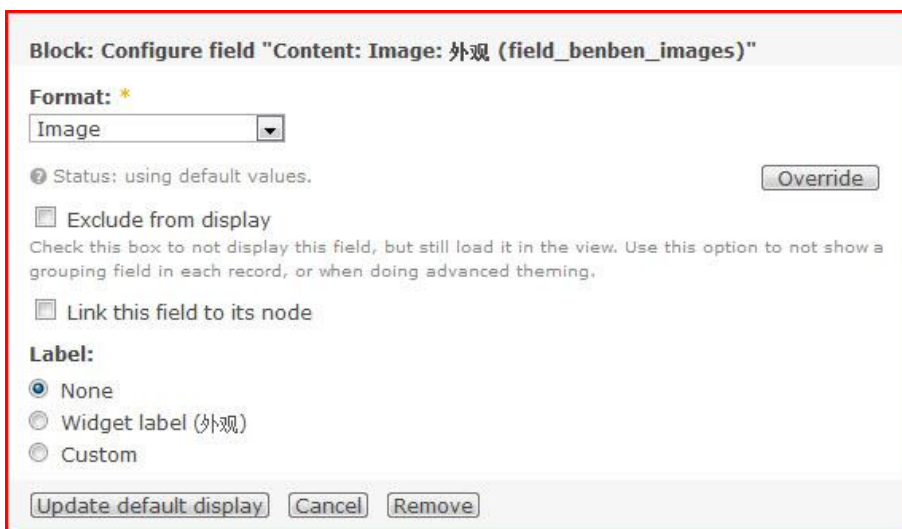 Block: Configure field "Content: Image: 外观 (field_benben_images)"
Format: *
Image
Status: using default values.
Override
Exclude from display
Check this box to not display this field, but still load it in the view. Use this option to not show a
grouping field in each record, or when doing advanced theming.
Link this field to its node
Label:
None
Widget label (外观)
Custom
Update default display Cancel Remove